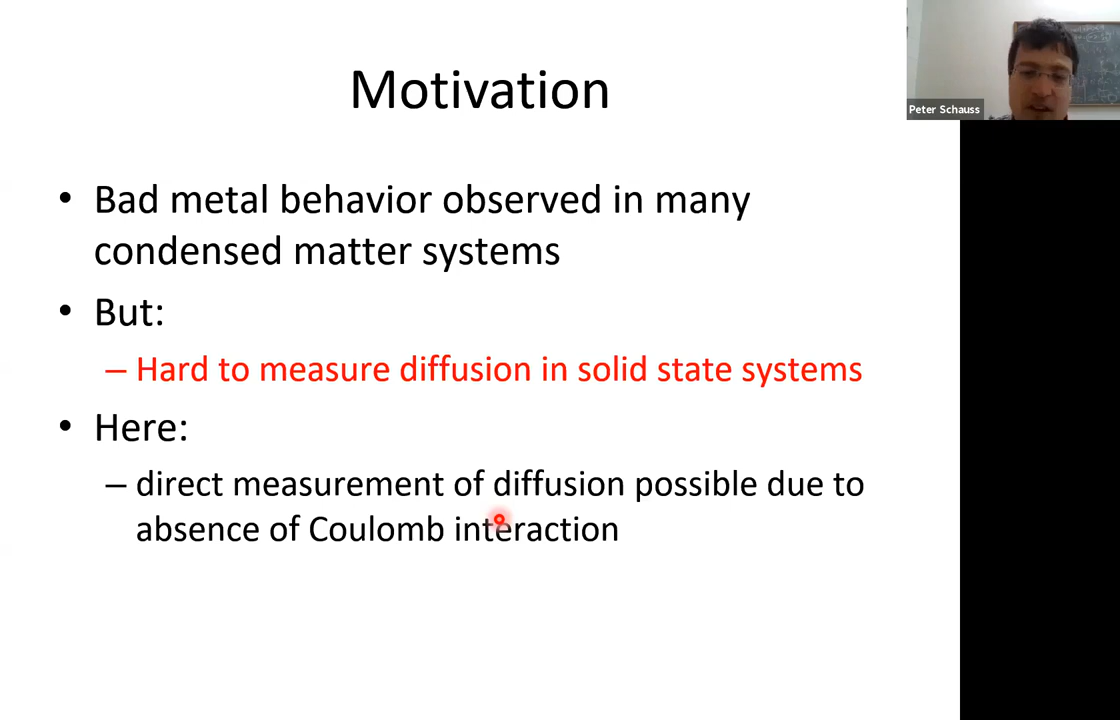 Motivation
Peter Schauss
• Bad metal behavior observed in many
condensed matter systems
• But:
– Hard to measure diffusion in solid state systems
• Here:
– direct measurement of diffusion possible due to
absence of Coulomb interaction